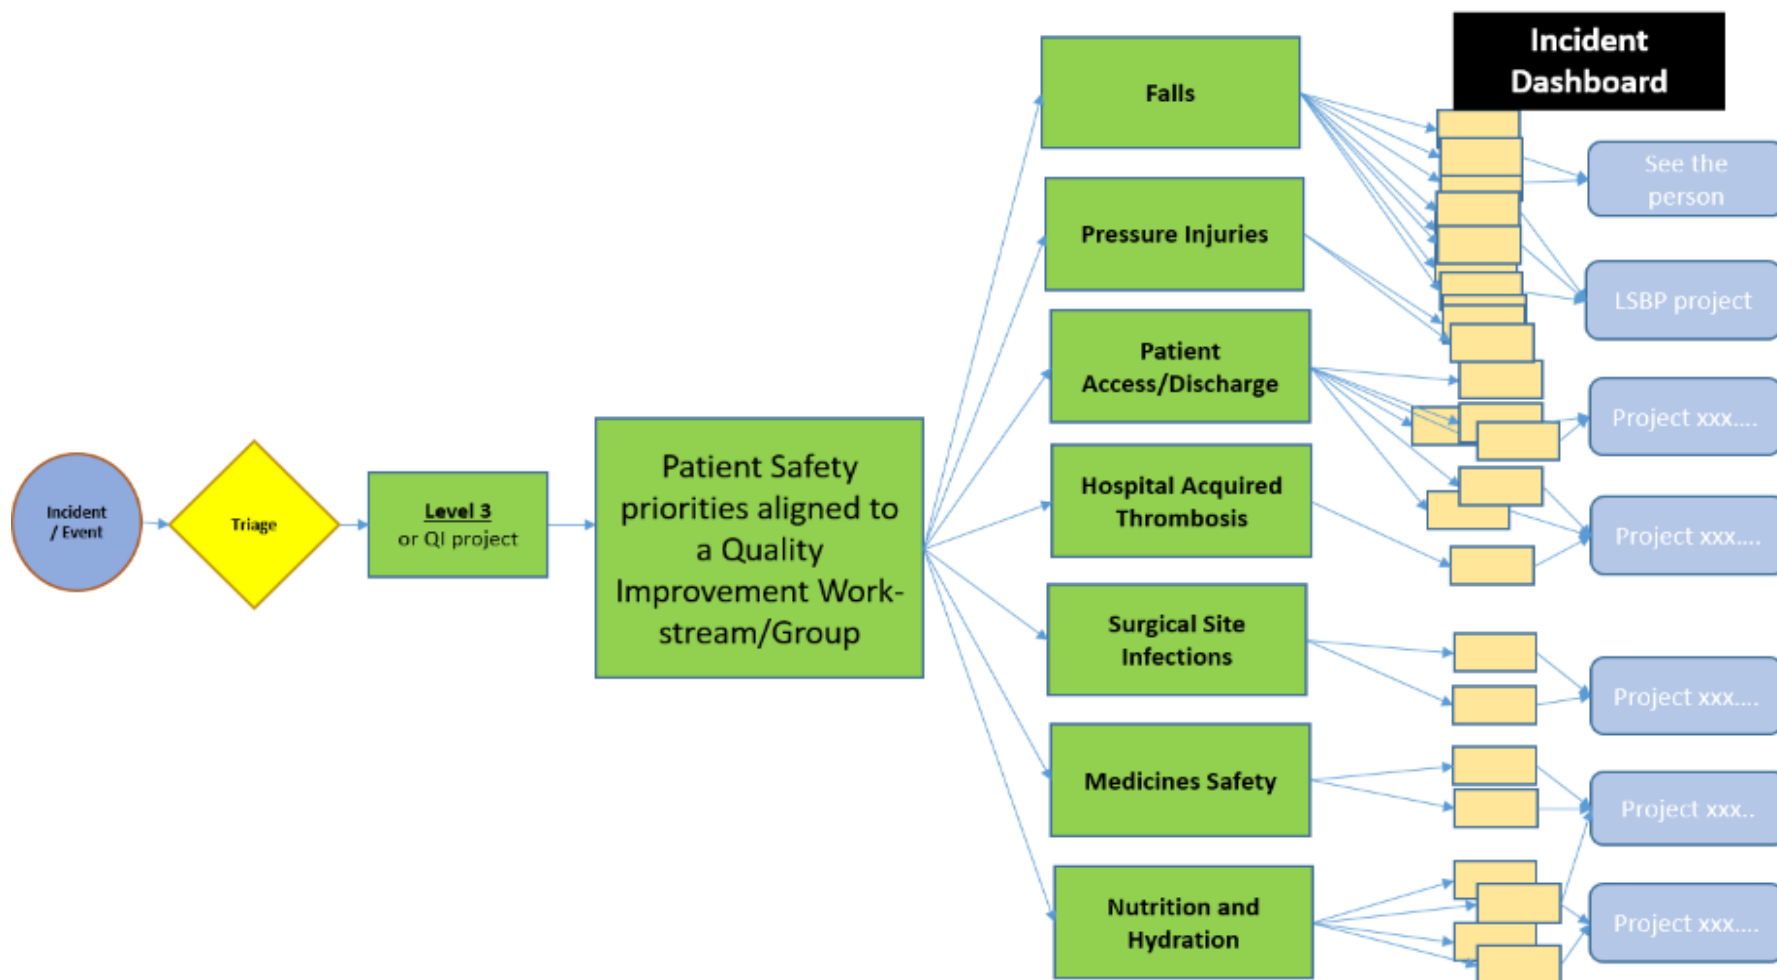 Incident
/ Event
Triage
Level 3
or QI project
Patient Safety
priorities aligned to
a Quality
Improvement Work-
stream/Group
Falls
Pressure Injuries
Patient
Access/Discharge
Hospital Acquired
Thrombosis
Surgical Site
Infections
Medicines Safety
Nutrition and
Hydration
Incident
Dashboard
See the
person
LSBP project
Project xxx....
Project xxx....
Project xxx....
Project xxx..
Project xxx....